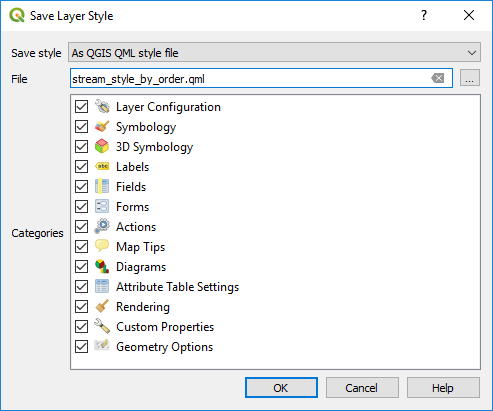 Save Layer Style
?
Save style As QGIS QML style file
File stream_style_by_order.qml ...
Layer Configuration
Symbology
3D Symbology
abc Labels
Fields
Forms
Actions
Categories
Map Tips
Diagrams
Attribute Table Settings
Rendering
Custom Properties
Geometry Options
OK Cancel Help